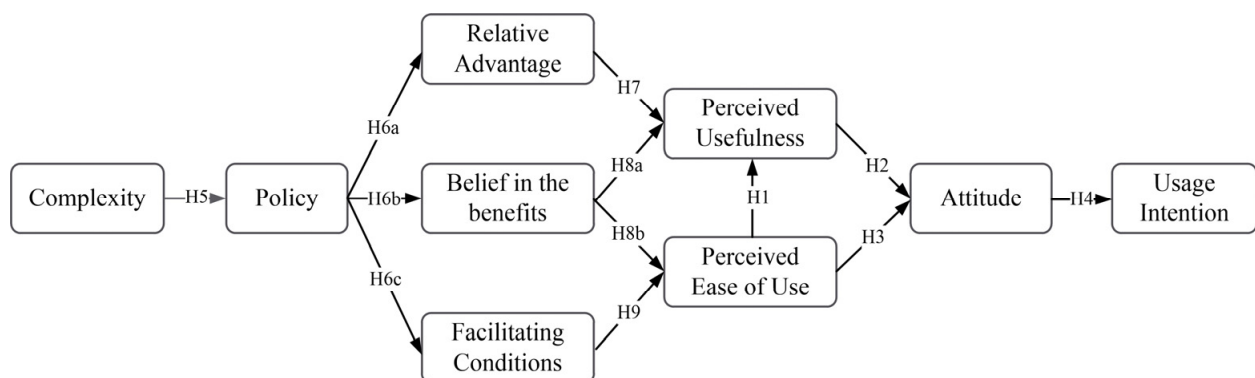 Relative
Advantage
H7
Perceived
Usefulness
H6a
H8a
H2
Complexity
H5
Policy
H6b
Belief in the
benefits
H1
Attitude
H4
Usage
Intention
H8b
H3
H6c
Perceived
Ease of Use
H9
Facilitating
Conditions